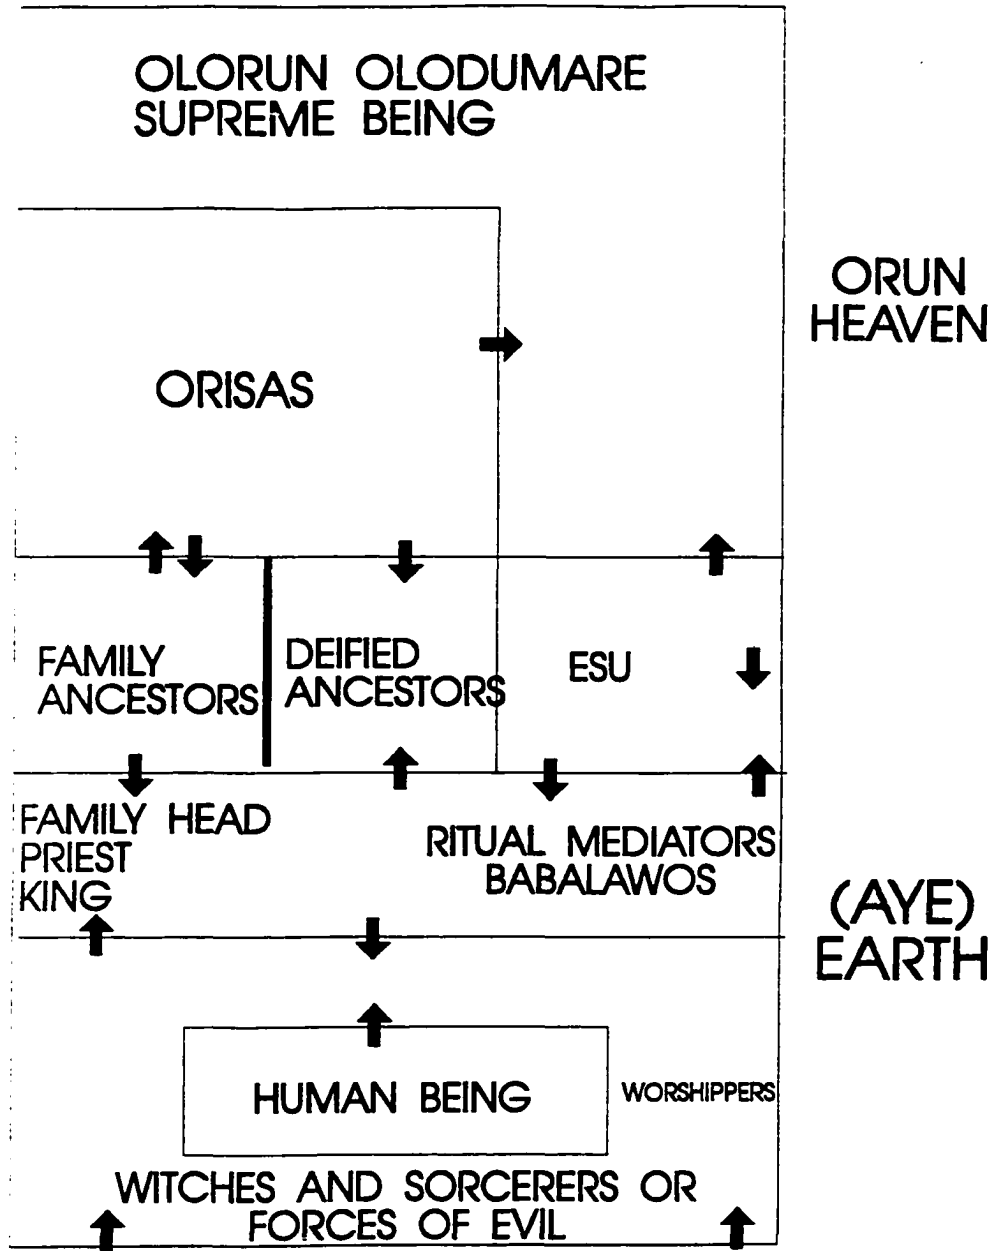 OLORUN OLODUMARE
SUPREME BEING
ORUN
HEAVEN
ORISAS
FAMILY
ANCESTORS
DEIFIED
ANCESTORS
ESU
FAMILY HEAD
PRIEST
KING
RITUAL MEDIATORS
BABALAWOS
(AYE)
EARTH
HUMAN BEING
WORSHIPPERS
WITCHES AND SORCERERS OR
FORCES OF EVIL